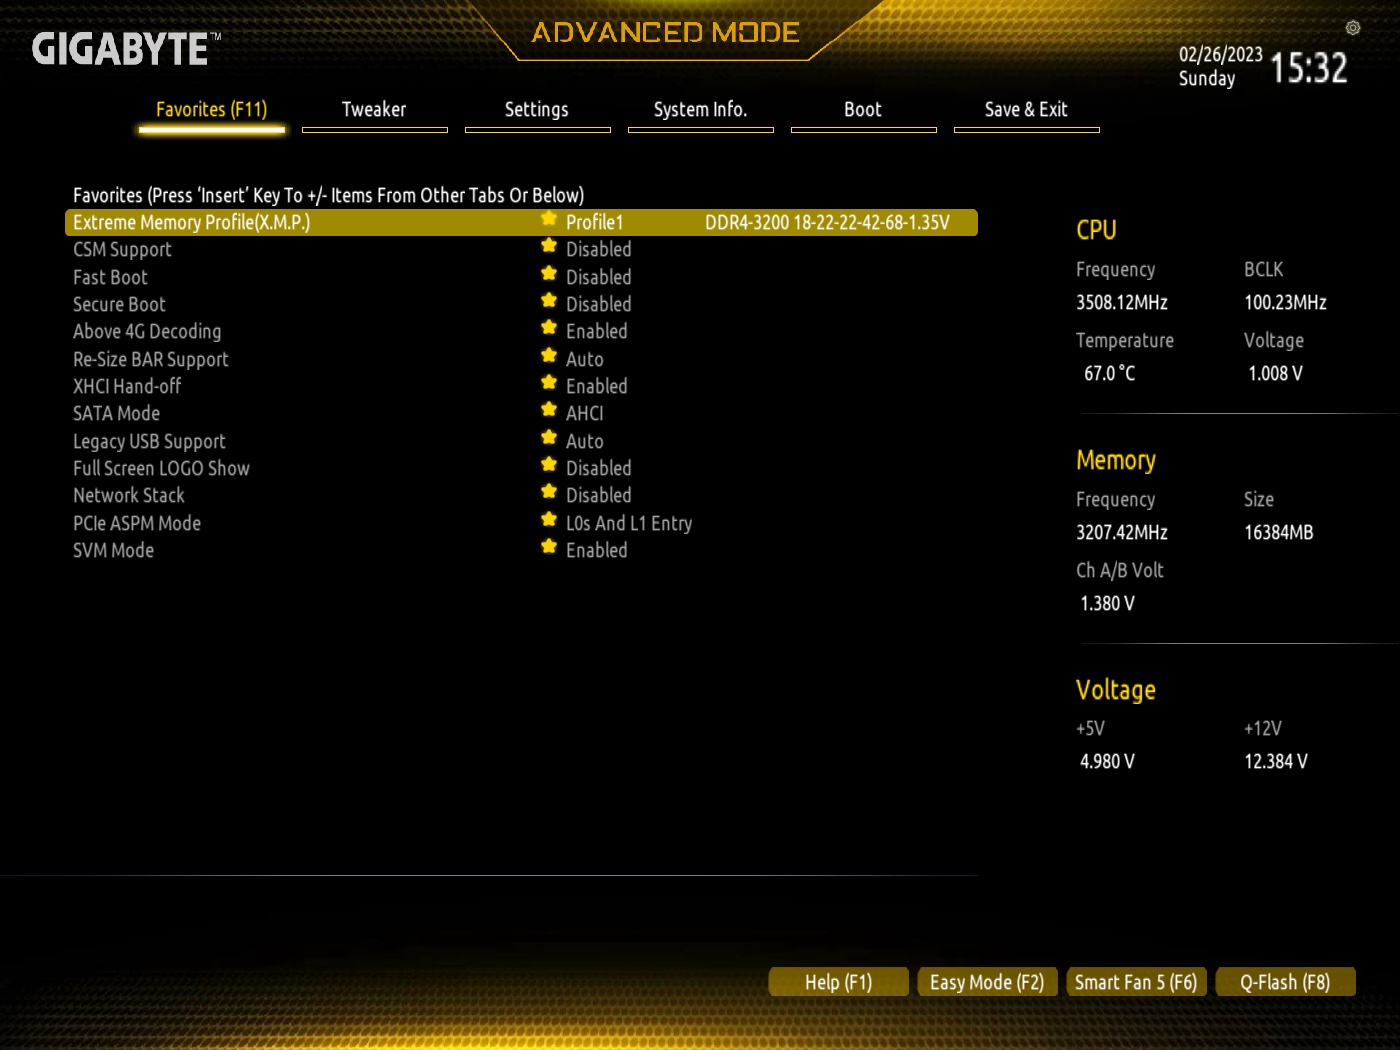 GIGABYTE™
ADVANCED MODE
02/26/2023
Sunday
15:32
Favorites (F11) Tweaker Settings System Info. Boot Save & Exit
Favorites (Press ‘Insert’ Key To +/- Items From Other Tabs Or Below)
Extreme Memory Profile(X.M.P.) Profile1 DDR4-3200 18-22-22-42-68-1.35V
CSM Support Disabled
Fast Boot Disabled
Secure Boot Disabled
Above 4G Decoding Enabled
Re-Size BAR Support Auto
XHCI Hand-off Enabled
SATA Mode AHCI
Legacy USB Support Auto
Full Screen LOGO Show Disabled
Network Stack Disabled
PCIe ASPM Mode L0s And L1 Entry
SVM Mode Enabled
CPU
Frequency BCLK
3508.12MHz 100.23MHz
Temperature Voltage
67.0 °C 1.008 V
Memory
Frequency Size
3207.42MHz 16384MB
Ch A/B Volt
1.380 V
Voltage
+5V +12V
4.980 V 12.384 V
Help (F1) Easy Mode (F2) Smart Fan 5 (F6) Q-Flash (F8)